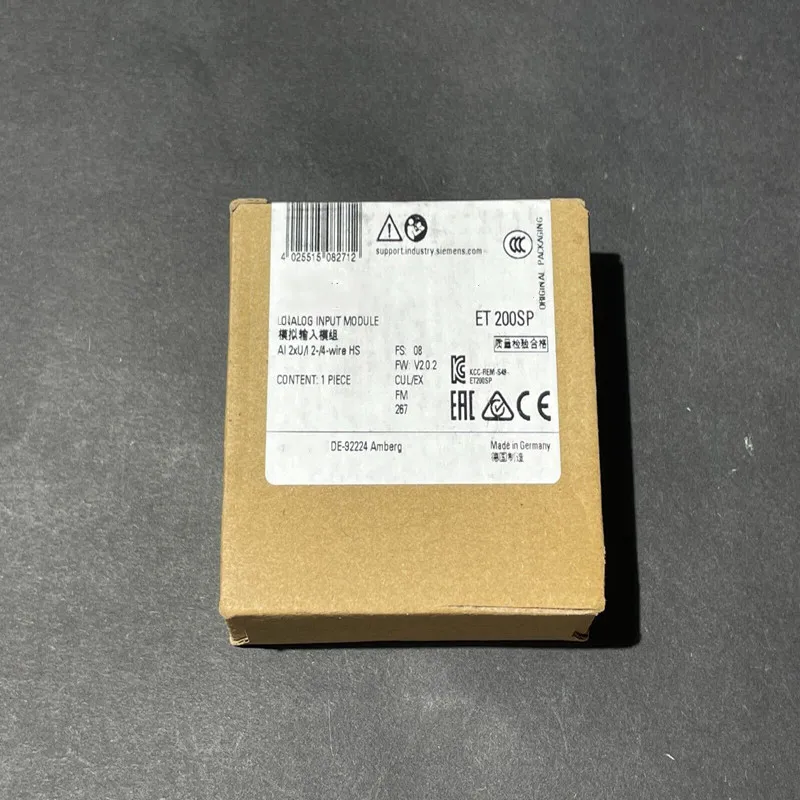 4 025515 082712
support.industry.siemens.com
CCC
ORIGINAL PACKAGING
ANALOG INPUT MODULE
ET 200SP
模拟输入模组
质量检验合格
AI 2xU/I 2-/4-wire HS
FS: 08
FW: V2.0.2
CONTENT: 1 PIECE
CUL/EX
FM
267
KCC-REM-S49-
ET200SP
EAC
CE
DE-92224 Amberg
Made in Germany
德国制造